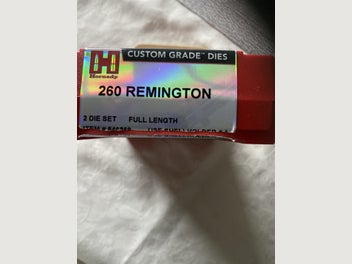 CUSTOM GRADE™ DIES
Hornady
260 REMINGTON
2 DIE SET FULL LENGTH